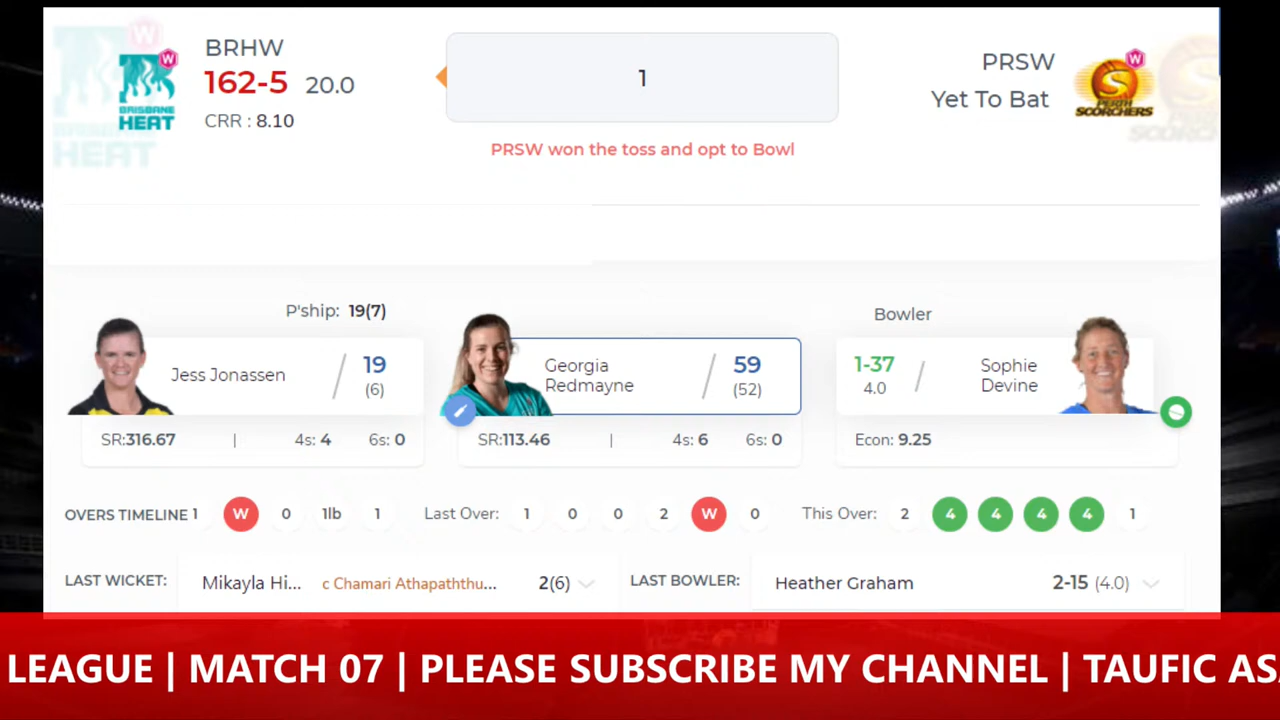 BRHW
162-5 20.0
CRR : 8.10
W
BRISBANE
HEAT
1
PRSW won the toss and opt to Bowl
PRSW
Yet To Bat
W
PERTH
SCORCHERS
P'ship: 19(7)
Bowler
Jess Jonassen 19
(6)
SR:316.67 | 4s: 4 6s: 0
Georgia
Redmayne 59
(52)
SR:113.46 | 4s: 6 6s: 0
1-37
4.0
Sophie
Devine
Econ: 9.25
OVERS TIMELINE 1 W 0 1lb 1 Last Over: 1 0 0 2 W 0 This Over: 2 4 4 4 4 1
LAST WICKET: Mikayla Hi... c Chamari Athapaththu... 2(6) LAST BOWLER: Heather Graham 2-15 (4.0)
LEAGUE | MATCH 07 | PLEASE SUBSCRIBE MY CHANNEL | TAUFIC AS